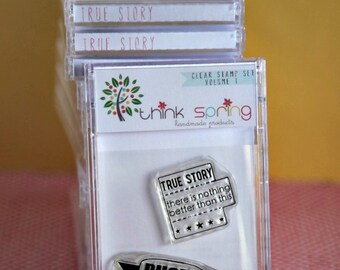 TRUE STORY
TRUE STORY
CLEAR STAMP SET
VOLUME 1
think spring
handmade products
TRUE STORY
there is nothing
better than this